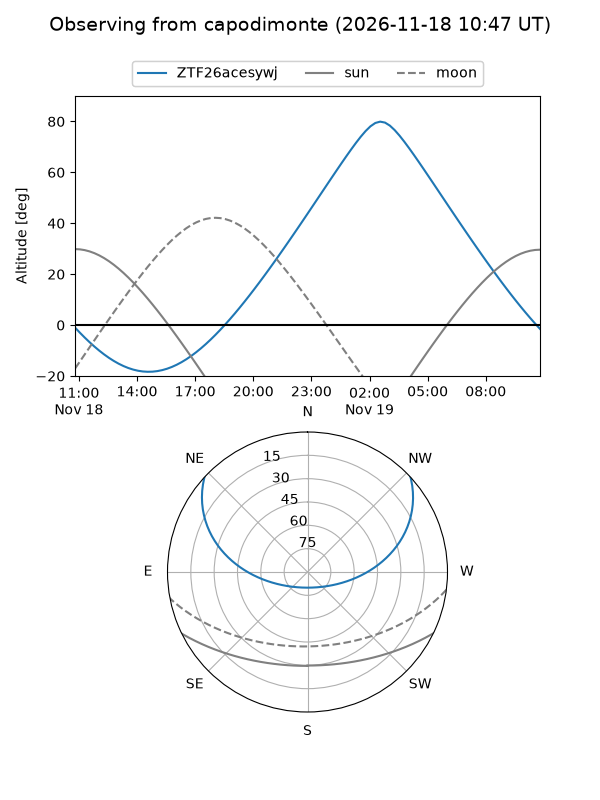 Observing from capodimonte (2026-11-18 10:47 UT)
ZTF26acesywj
sun
moon
Altitude [deg]
80
60
40
20
0
−20
11:00 14:00 17:00 20:00 23:00 02:00 05:00 08:00
Nov 18 Nov 19
N
NE NW
15
30
45
60
75
E W
SE SW
S